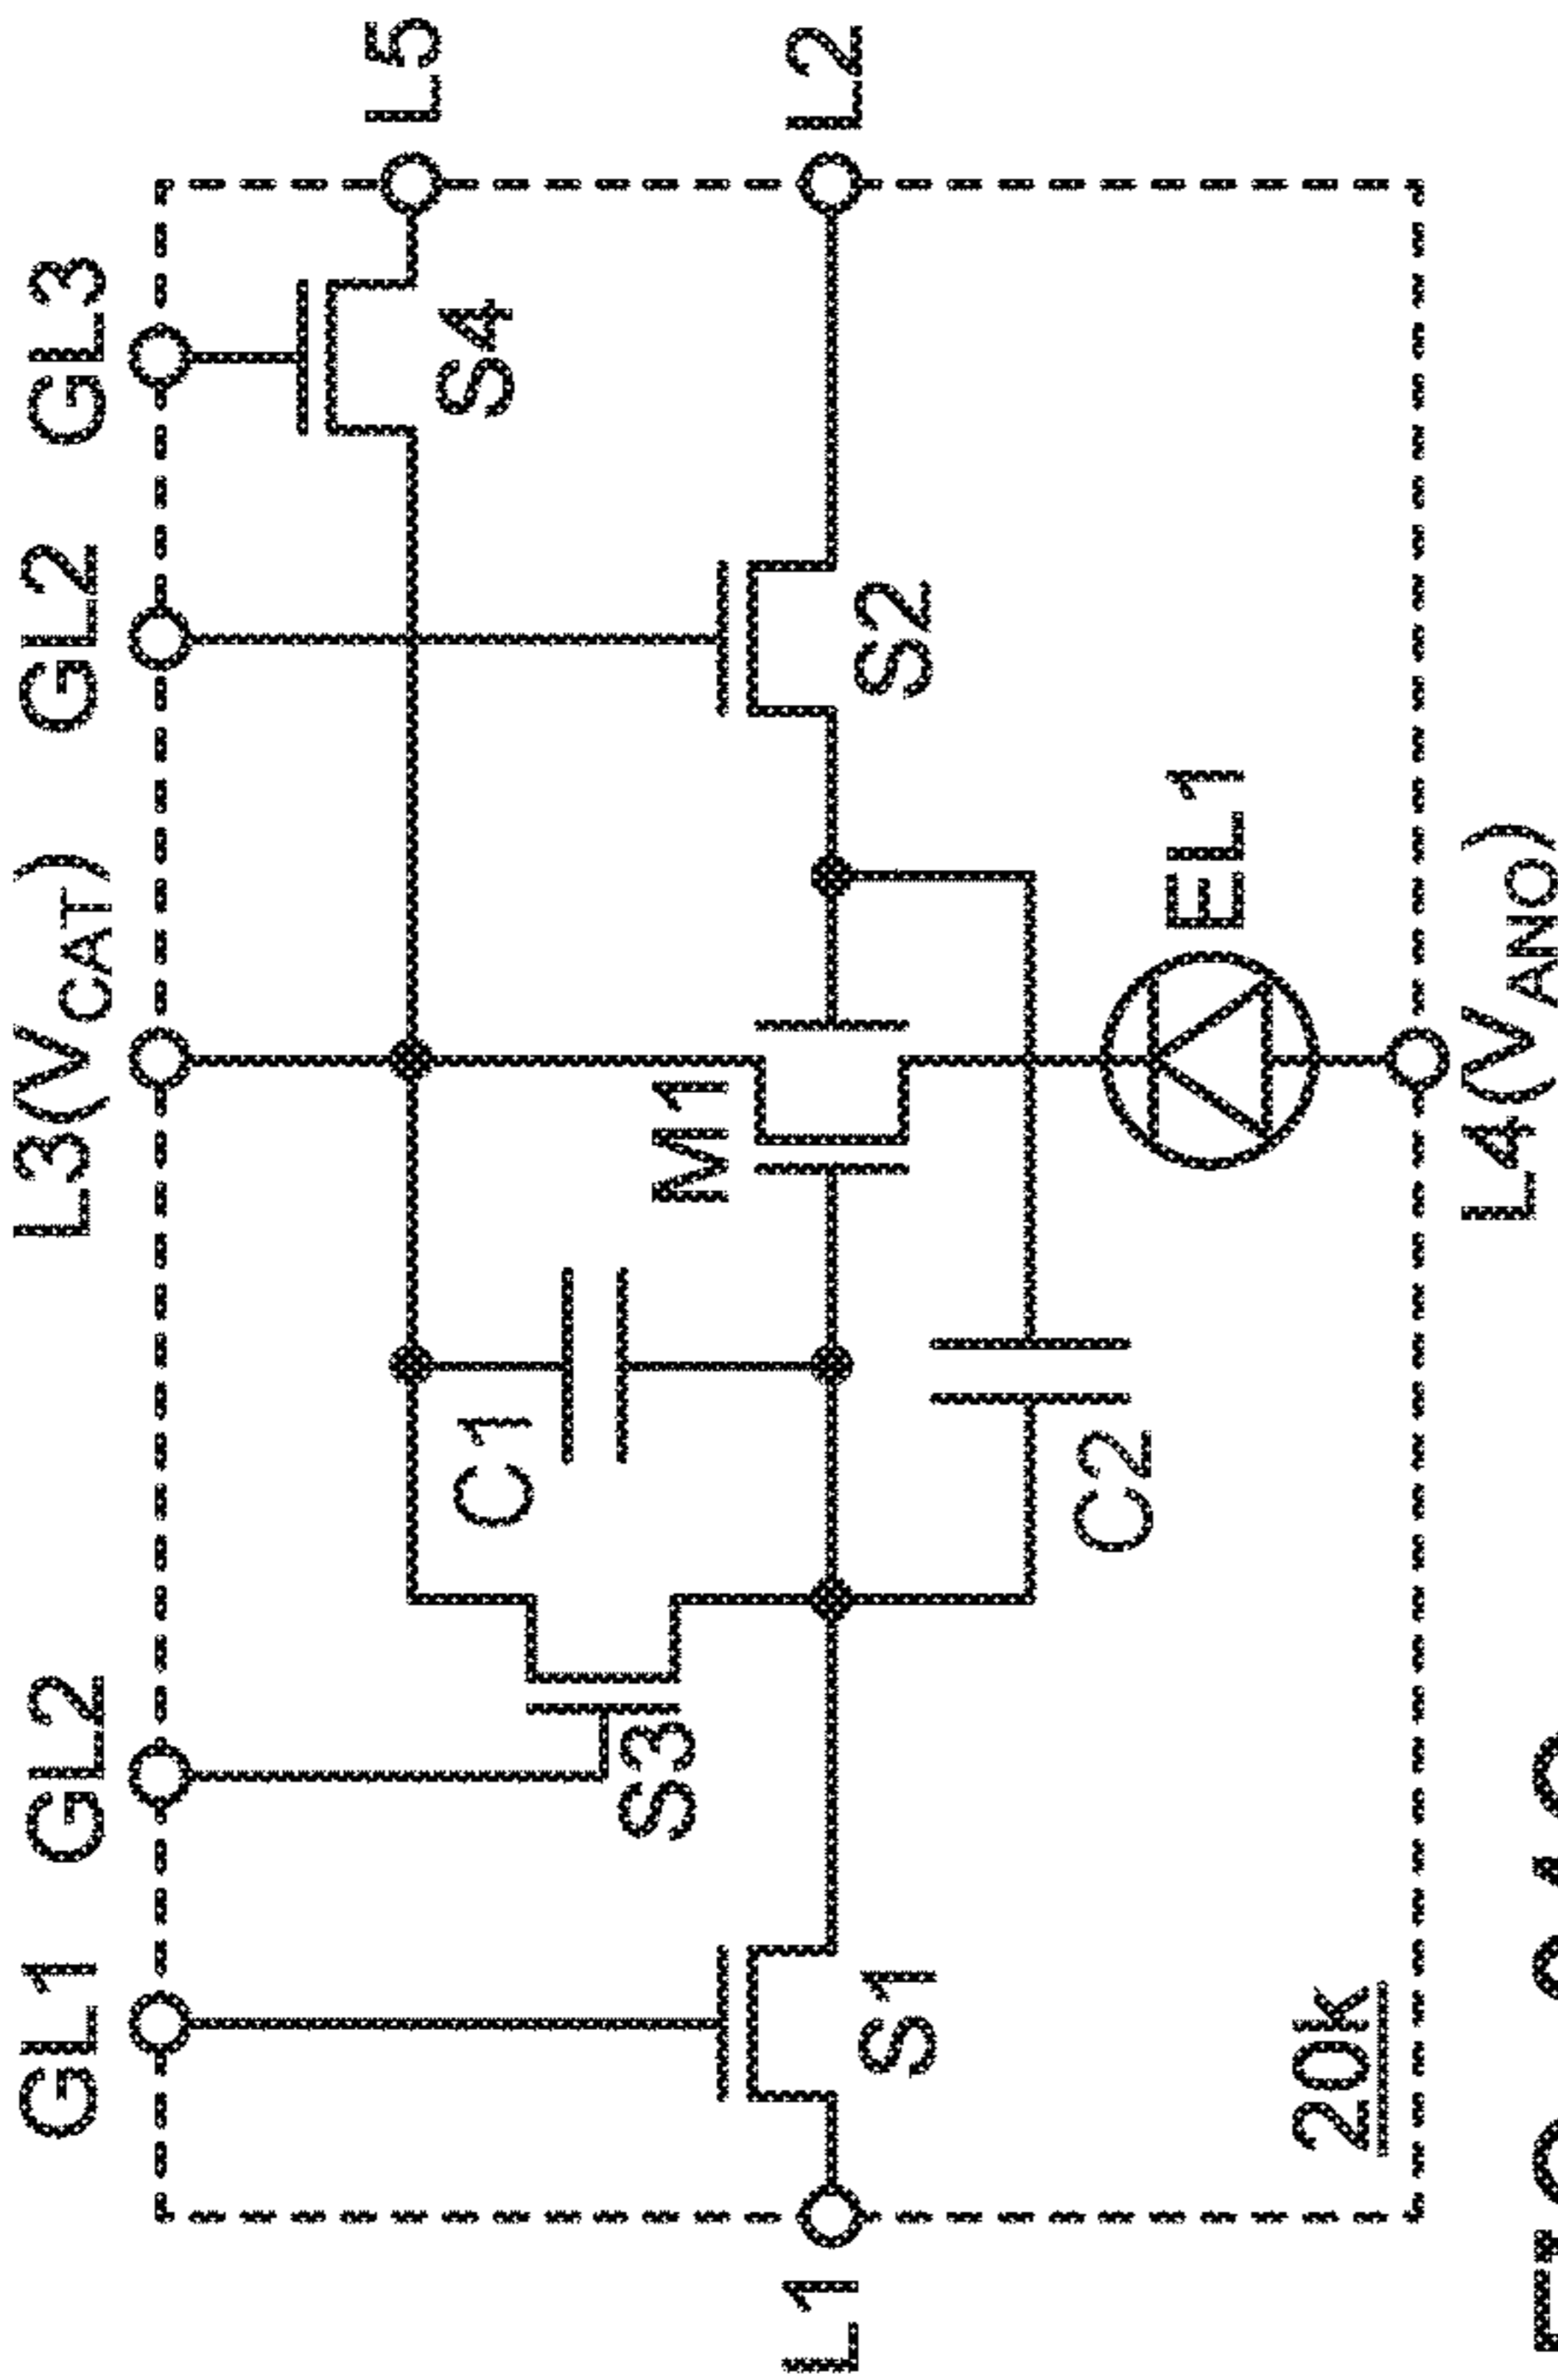 GL1 GL2 L3(VCAT) GL2 GL3
L5
C1
S4
S3
M1
L1
L2
S1
S2
C2
EL1
20k
L4(VANO)